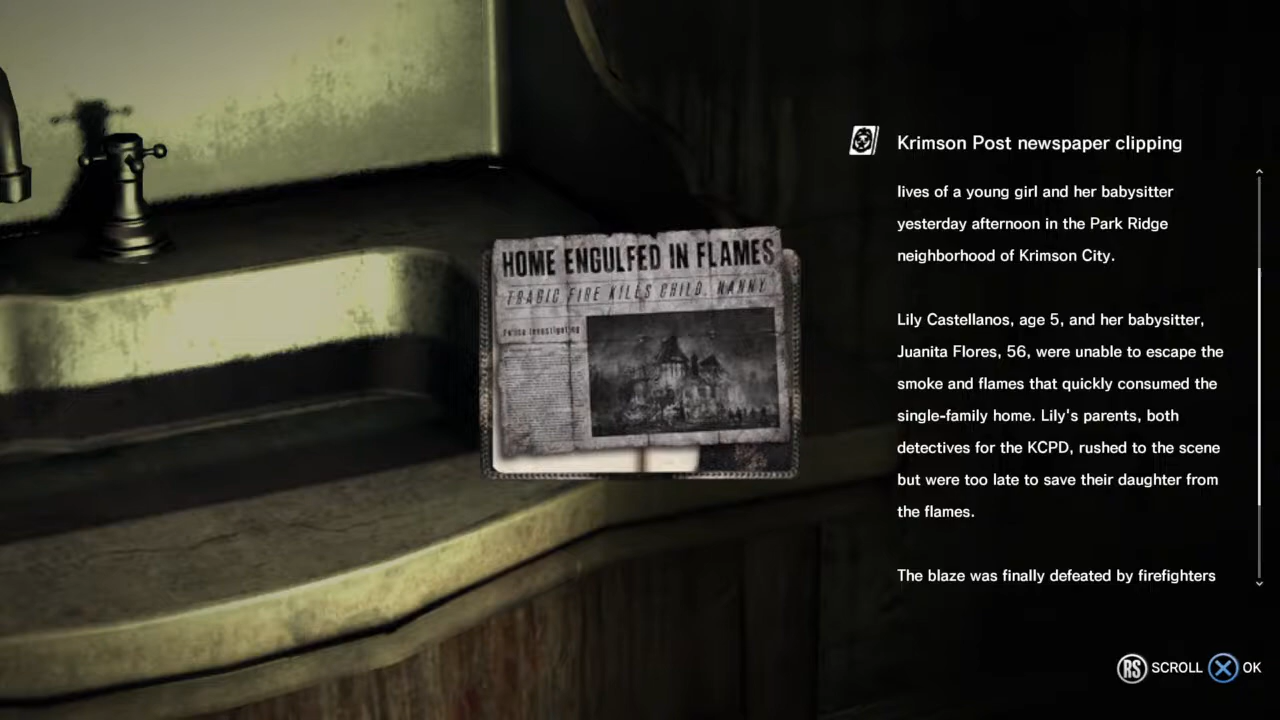 Krimson Post newspaper clipping
lives of a young girl and her babysitter
yesterday afternoon in the Park Ridge
neighborhood of Krimson City.
Lily Castellanos, age 5, and her babysitter,
Juanita Flores, 56, were unable to escape the
smoke and flames that quickly consumed the
single-family home. Lily's parents, both
detectives for the KCPD, rushed to the scene
but were too late to save their daughter from
the flames.
The blaze was finally defeated by firefighters
HOME ENGULFED IN FLAMES
TRAGIC FIRE KILLS CHILD, NANNY
Police investigating
RS SCROLL OK